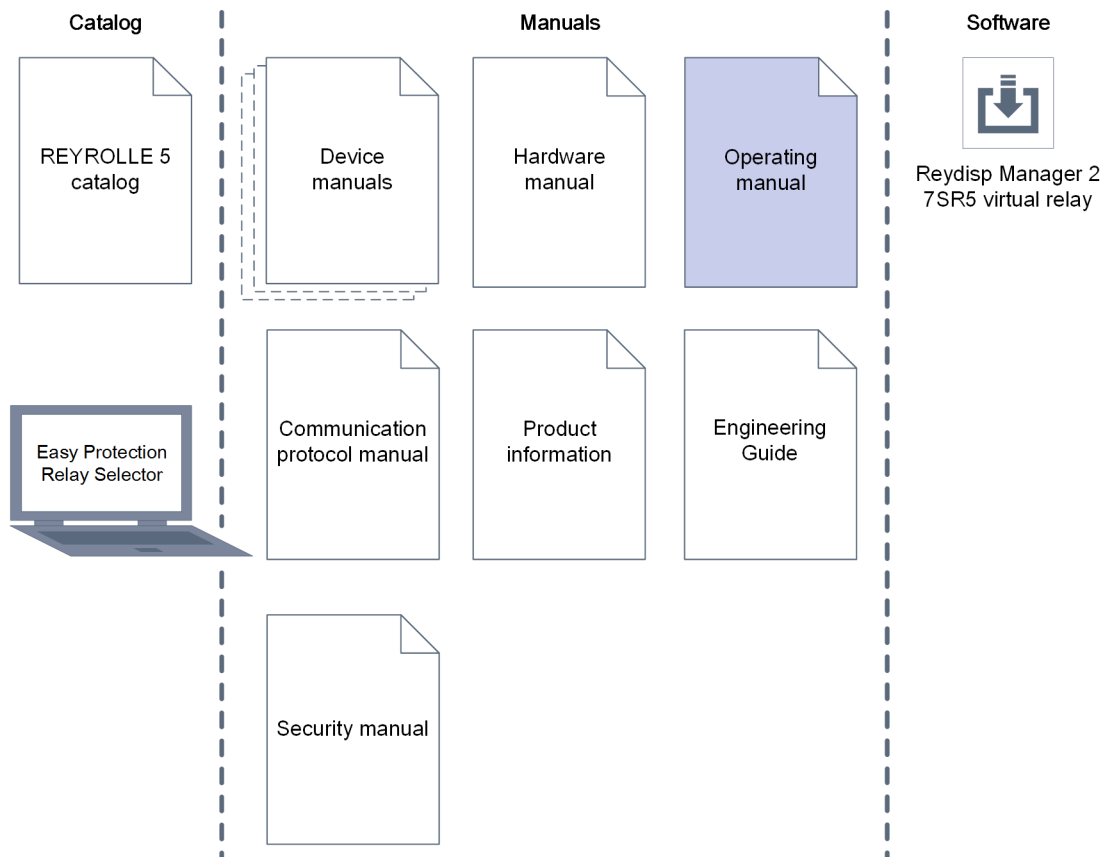 Catalog
Manuals
Software
REYROLLE 5
catalog
Device
manuals
Hardware
manual
Operating
manual
Reydisp Manager 2
7SR5 virtual relay
Easy Protection
Relay Selector
Communication
protocol manual
Product
information
Engineering
Guide
Security manual